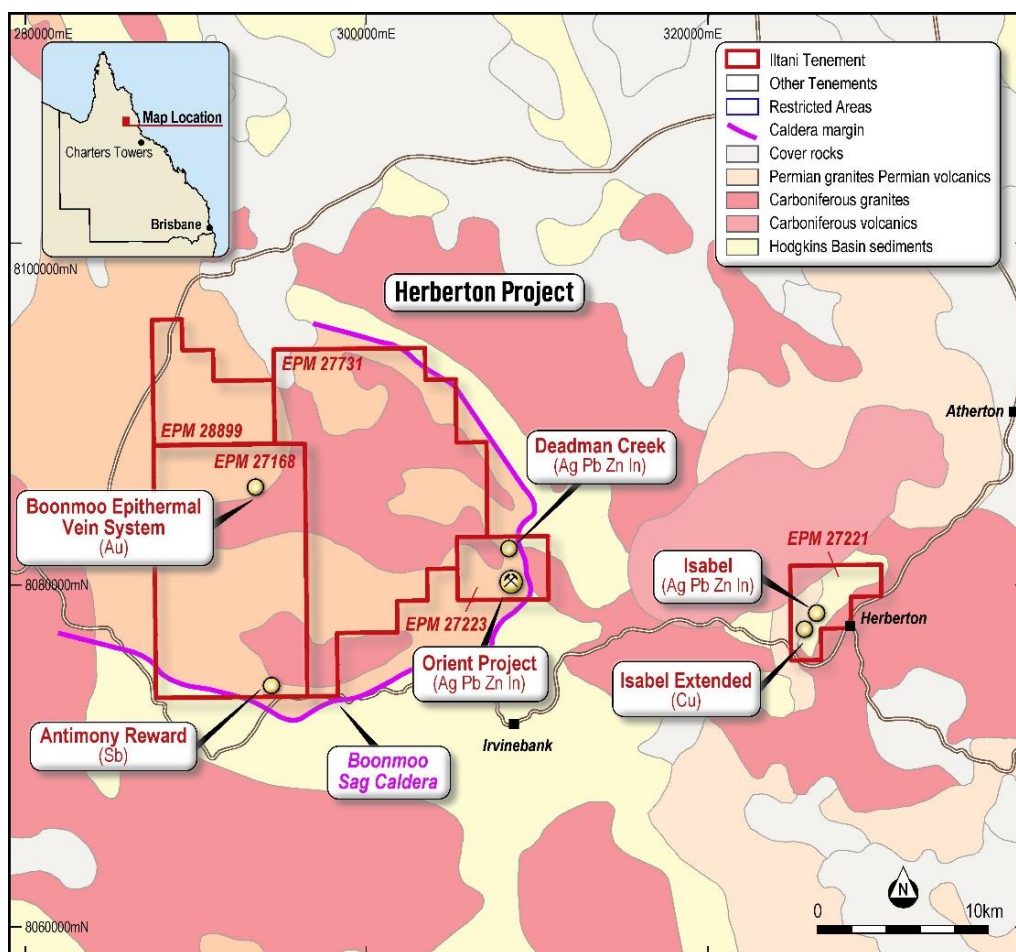 280000mE
300000mE
320000mE
Map Location
Charters Towers
Brisbane
Iltani Tenement
Other Tenements
Restricted Areas
Caldera margin
Cover rocks
Permian granites Permian volcanics
Carboniferous granites
Carboniferous volcanics
Hodgkins Basin sediments
8100000mN
Herberton Project
EPM 27731
EPM 28899
EPM 27168
Atherton
Deadman Creek
(Ag Pb Zn In)
Boonmoo Epithermal
Vein System
(Au)
EPM 27221
Isabel
(Ag Pb Zn In)
8080000mN
EPM 27223
Herberton
Orient Project
(Ag Pb Zn In)
Isabel Extended
(Cu)
Antimony Reward
(Sb)
Irvinebank
Boonmoo
Sag Caldera
N
0
10km
8060000mN